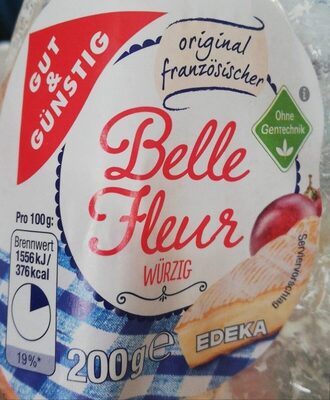 GUT
&
GÜNSTIG
original
französischer
Ohne
Gentechnik
Belle
Fleur
WÜRZIG
Pro 100g:
Brennwert
1556 kJ /
376 kcal
19%*
Serviervorschlag
200g e
EDEKA